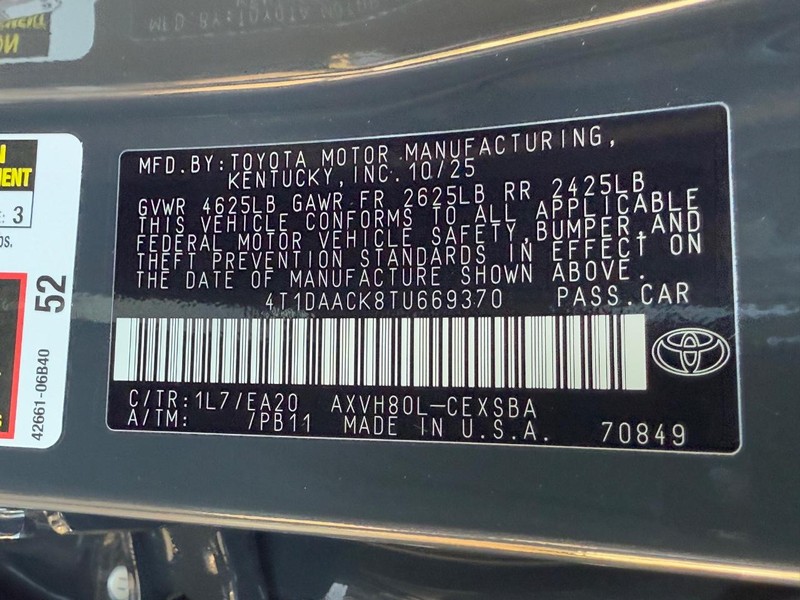 MFD.BY:TOYOTA MOTOR MANUFACTURING,
KENTUCKY,INC.10/25
GVWR 4625LB GAWR FR 2625LB RR 2425LB
THIS VEHICLE CONFORMS TO ALL APPLICABLE
FEDERAL MOTOR VEHICLE SAFETY,BUMPER,AND
THEFT PREVENTION STANDARDS IN EFFECT ON
THE DATE OF MANUFACTURE SHOWN ABOVE.
4T1DAACK8TU669370 PASS.CAR
C/TR:1L7/EA20 AXVH80L-CEXSBA
A/TM: /PB11 MADE IN U.S.A. 70849
3
52
42661-06B40